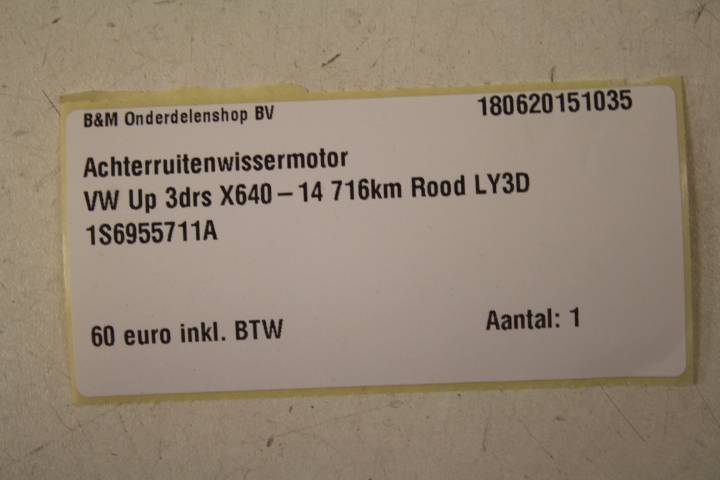 B&M Onderdelenshop BV 180620151035
Achterruitenwissermotor
VW Up 3drs X640-14 716km Rood LY3D
1S6955711A
60 euro inkl. BTW Aantal: 1